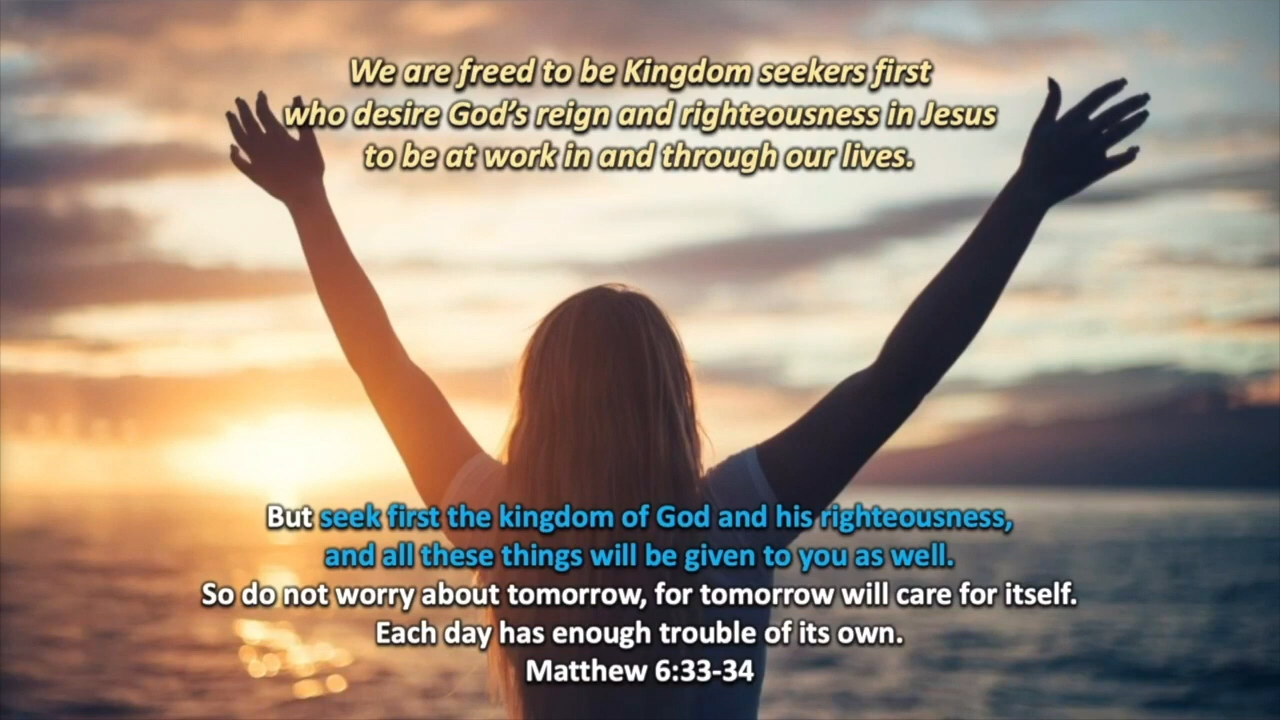 We are freed to be Kingdom seekers first
who desire God's reign and righteousness in Jesus
to be at work in and through our lives.
But seek first the kingdom of God and his righteousness,
and all these things will be given to you as well.
So do not worry about tomorrow, for tomorrow will care for itself.
Each day has enough trouble of its own.
Matthew 6:33-34